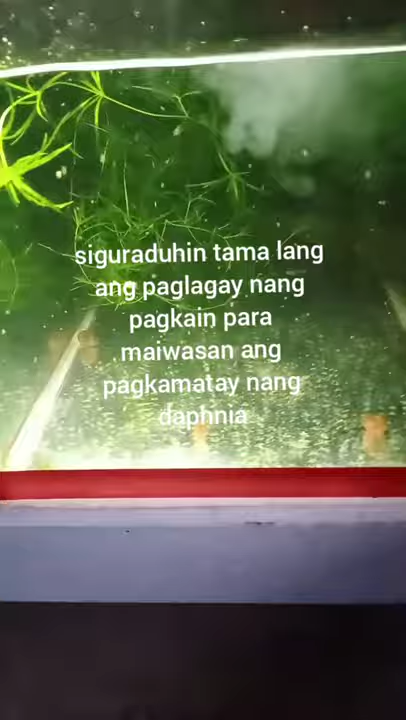 siguraduhin tama lang
ang paglagay nang
pagkain para
maiwasan ang
pagkamatay nang
daphnia